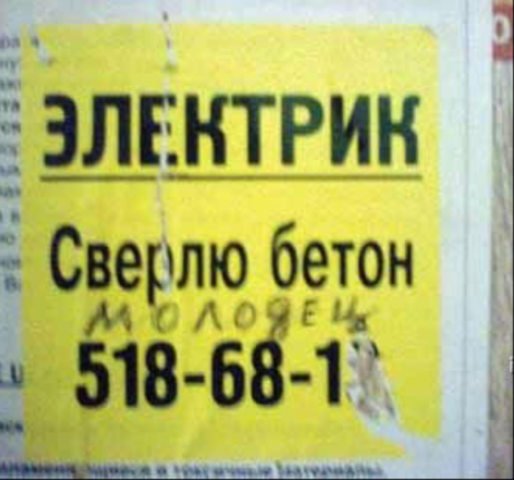 ЭЛЕКТРИК
Сверлю бетон
молодец
518-68-1